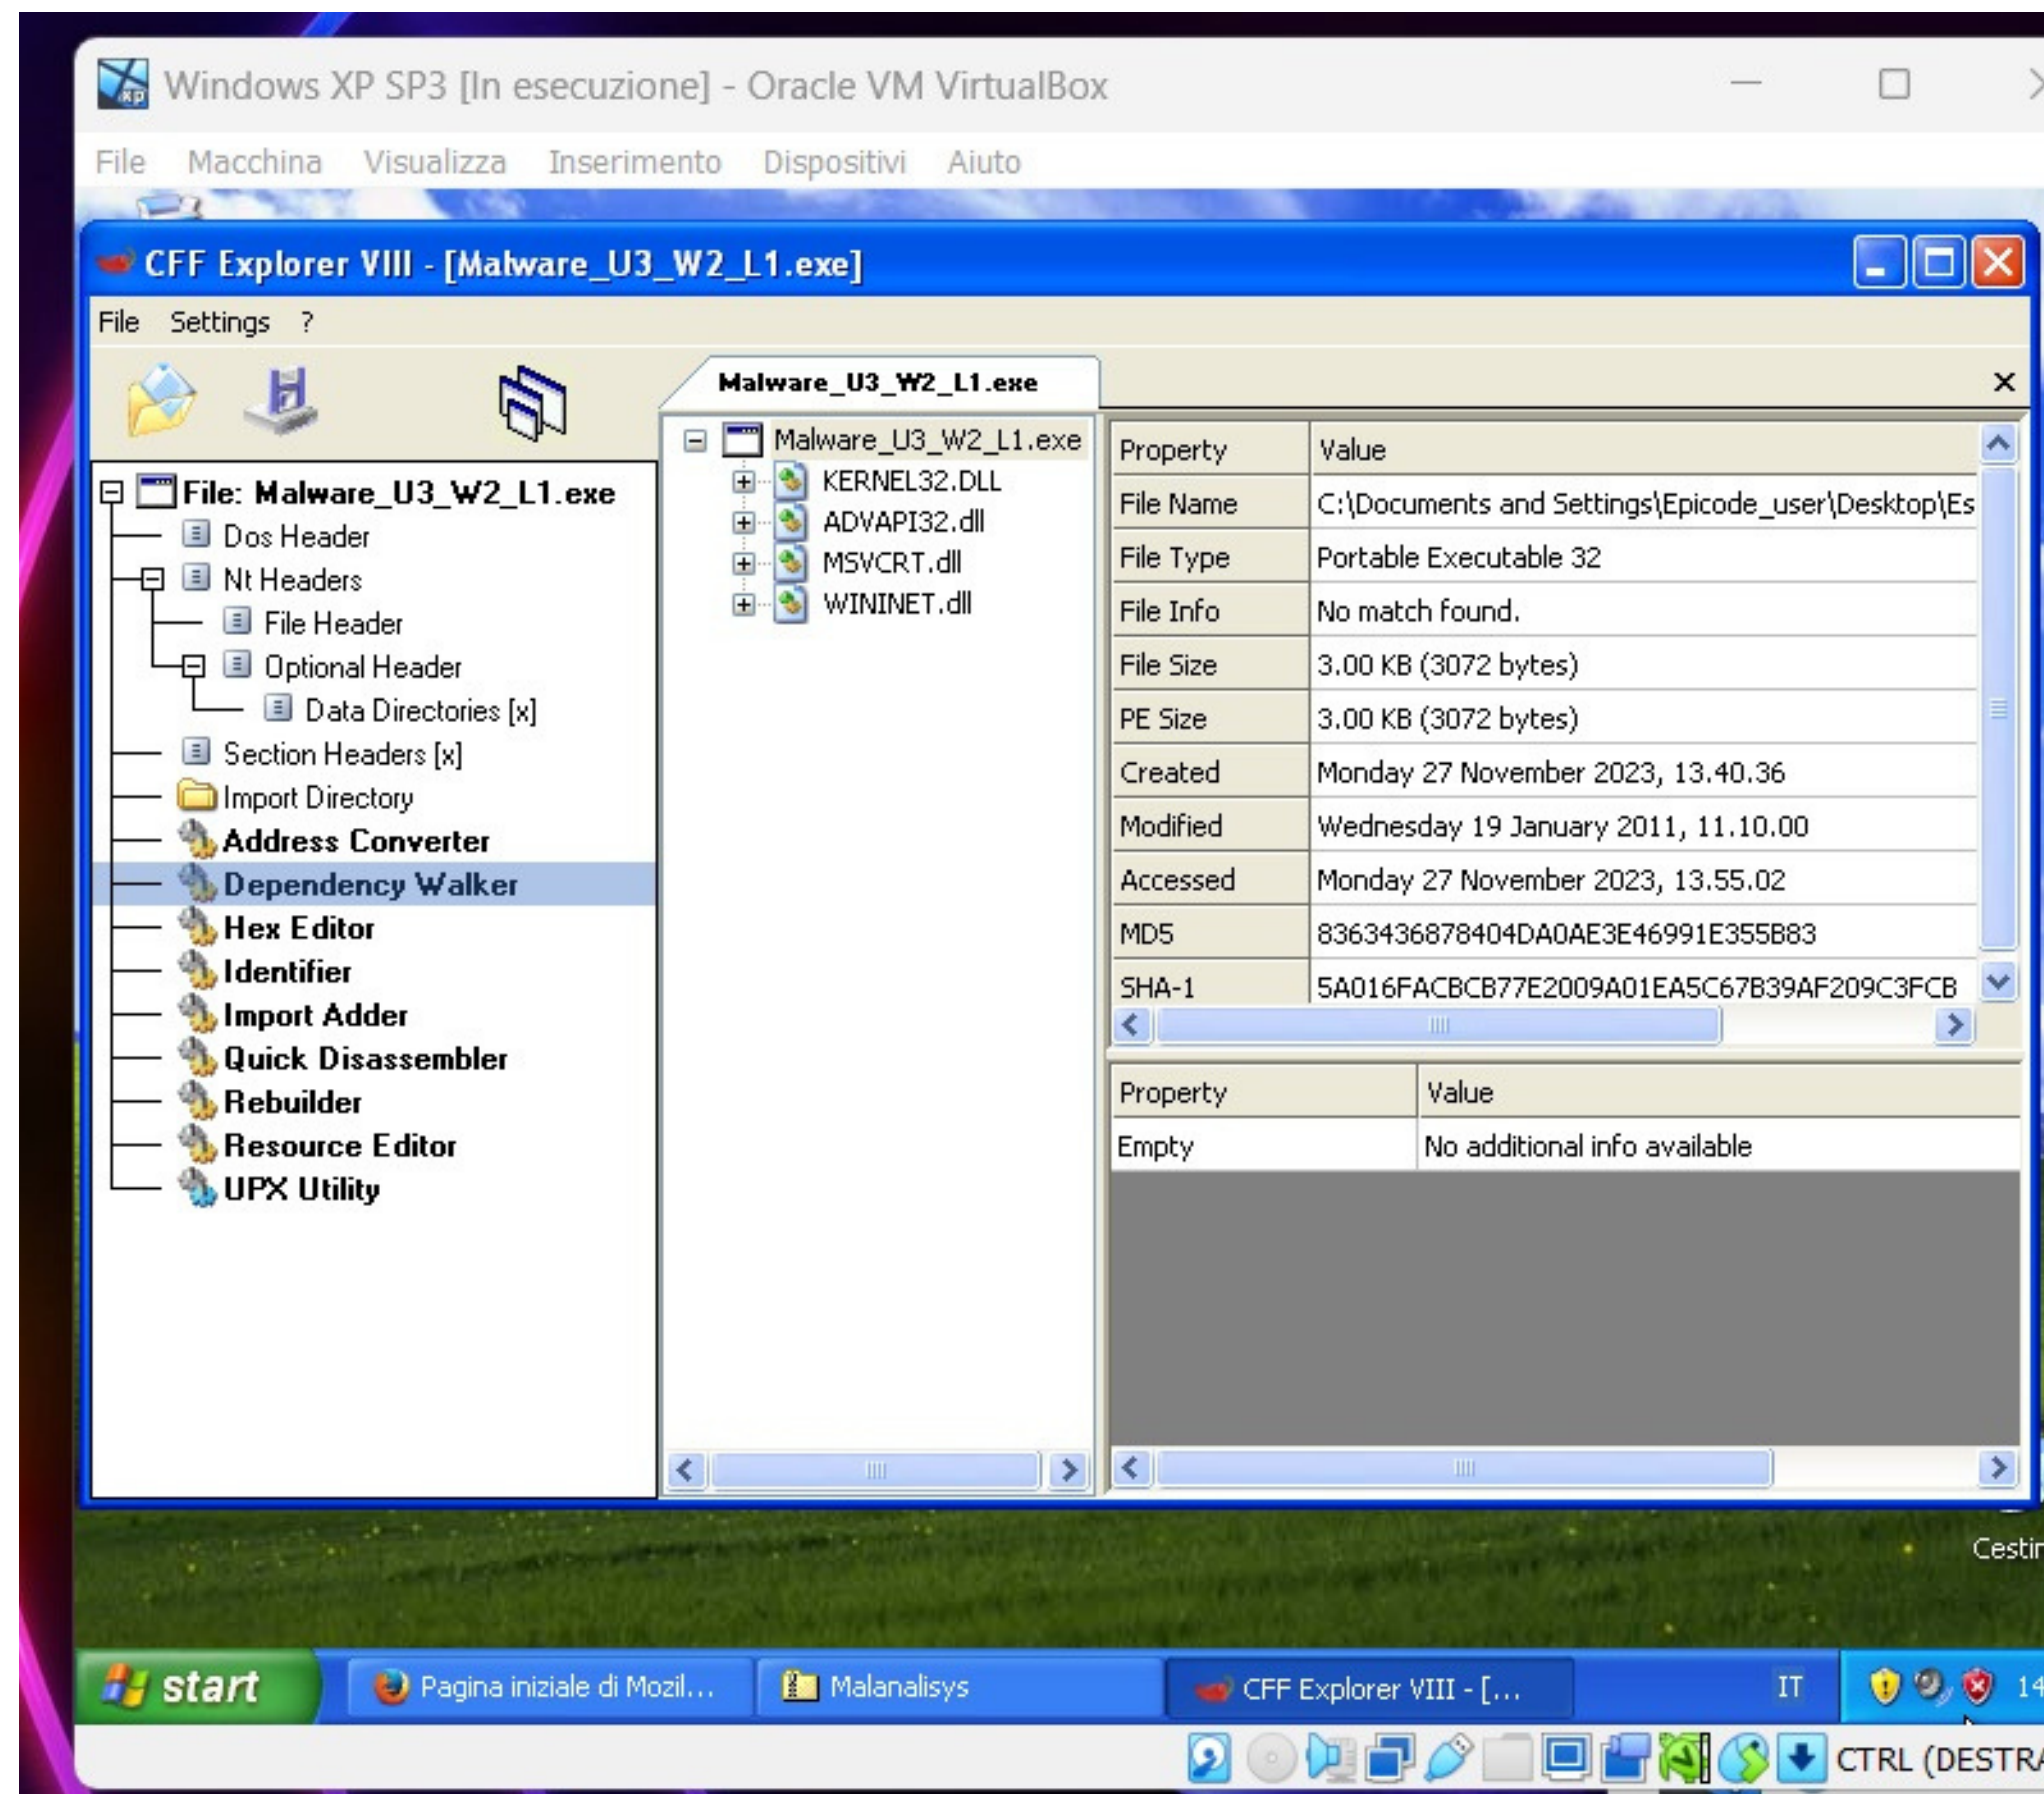 Windows XP SP3 [In esecuzione] - Oracle VM VirtualBox
File Macchina Visualizza Inserimento Dispositivi Aiuto
CFF Explorer VIII - [Malware_U3_W2_L1.exe]
File Settings ?
Malware_U3_W2_L1.exe
File: Malware_U3_W2_L1.exe
Dos Header
Nt Headers
File Header
Optional Header
Data Directories [x]
Section Headers [x]
Import Directory
Address Converter
Dependency Walker
Hex Editor
Identifier
Import Adder
Quick Disassembler
Rebuilder
Resource Editor
UPX Utility
Malware_U3_W2_L1.exe
KERNEL32.DLL
ADVAPI32.dll
MSVCRT.dll
WININET.dll
Property Value
File Name C:\Documents and Settings\Epicode_user\Desktop\Es
File Type Portable Executable 32
File Info No match found.
File Size 3.00 KB (3072 bytes)
PE Size 3.00 KB (3072 bytes)
Created Monday 27 November 2023, 13.40.36
Modified Wednesday 19 January 2011, 11.10.00
Accessed Monday 27 November 2023, 13.55.02
MD5 8363436878404DA0AE3E46991E355B83
SHA-1 5A016FACBCB77E2009A01EA5C67B39AF209C3FCB
Property Value
Empty No additional info available
Cestin
start Pagina iniziale di Mozil... Malanalisys CFF Explorer VIII - [... IT 14
CTRL (DESTRA